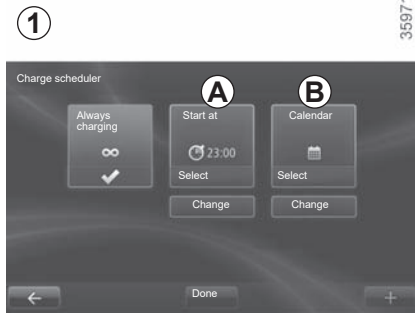 1
3597
Charge scheduler
A
B
Always
charging
Start at
Calendar
∞
23:00
Select
Select
Change
Change
Done